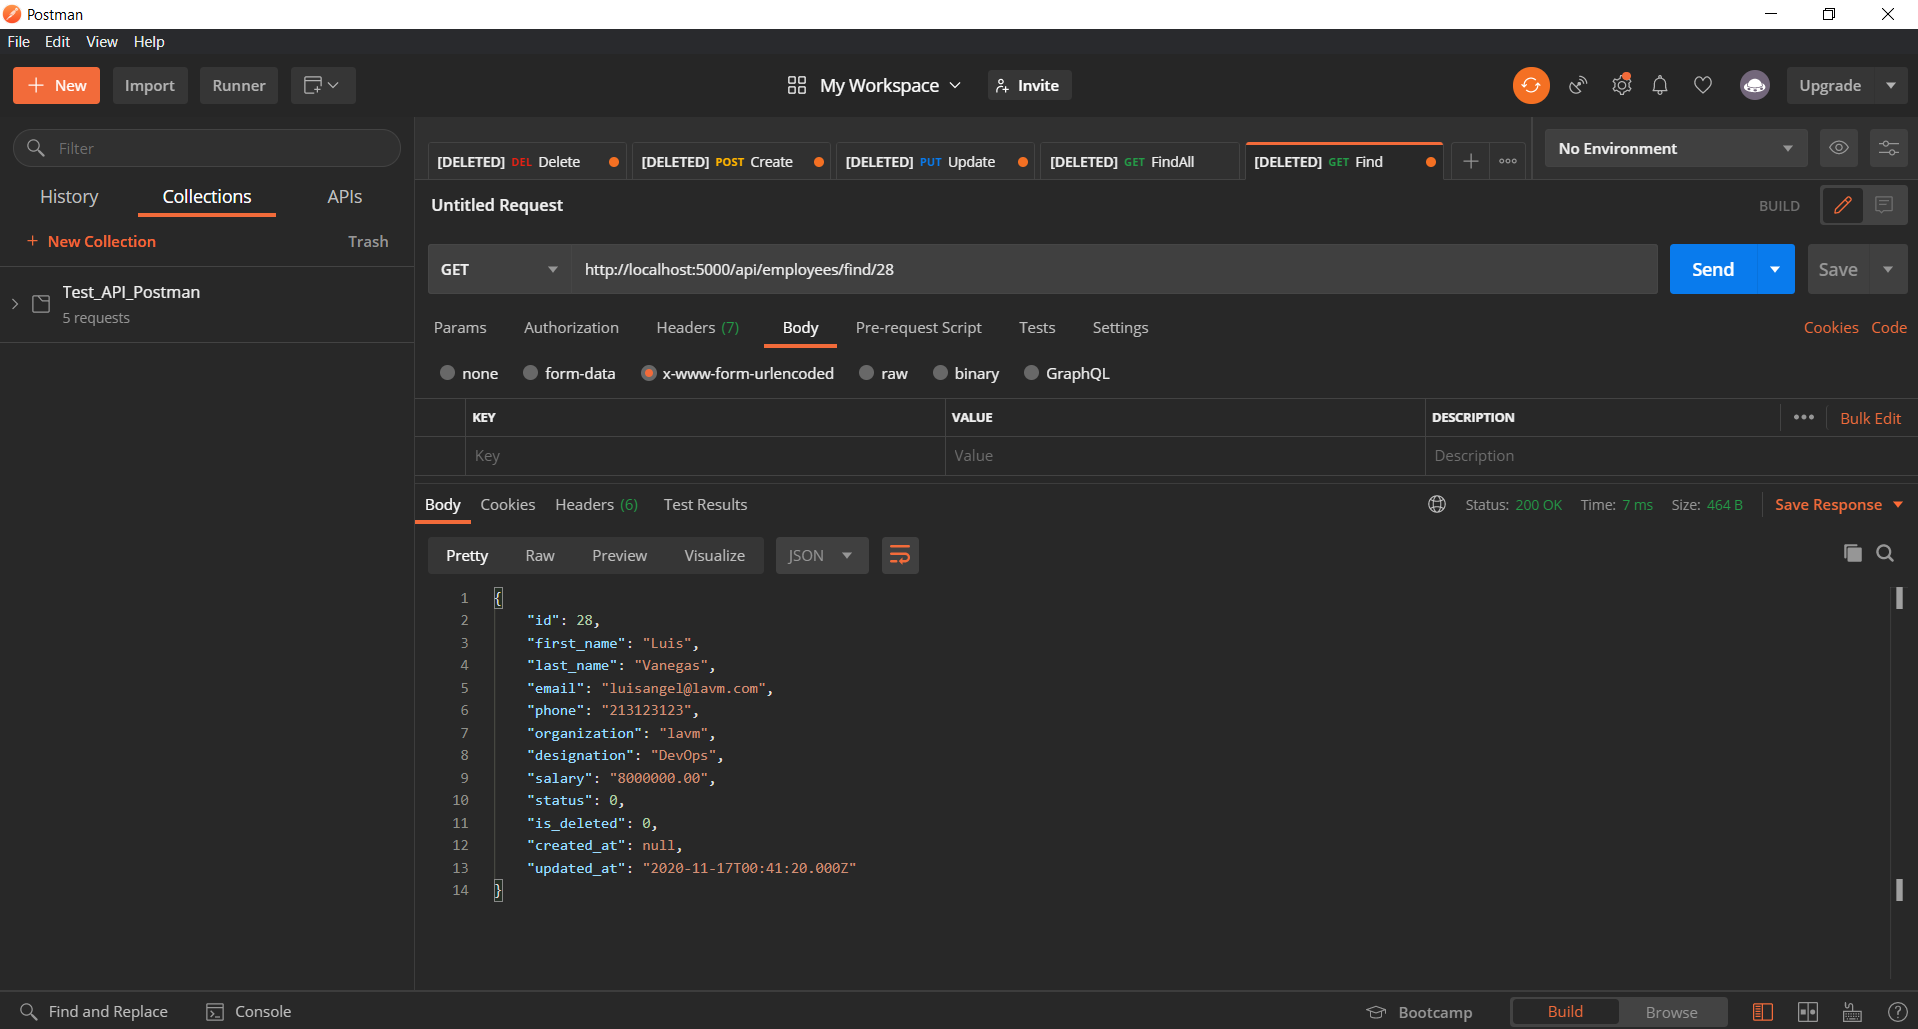 Postman
File Edit View Help
New Import Runner My Workspace Invite Upgrade
Filter
History Collections APIs
+ New Collection Trash
Test_API_Postman
5 requests
[DELETED] DEL Delete [DELETED] POST Create [DELETED] PUT Update [DELETED] GET FindAll [DELETED] GET Find No Environment
Untitled Request BUILD
GET http://localhost:5000/api/employees/find/28 Send Save
Params Authorization Headers (7) Body Pre-request Script Tests Settings Cookies Code
none form-data x-www-form-urlencoded raw binary GraphQL
KEY VALUE DESCRIPTION Bulk Edit
Key Value Description
Body Cookies Headers (6) Test Results Status: 200 OK Time: 7 ms Size: 464 B Save Response
Pretty Raw Preview Visualize JSON
1 {
2 "id": 28,
3 "first_name": "Luis",
4 "last_name": "Vanegas",
5 "email": "luisangel@lavm.com",
6 "phone": "213123123",
7 "organization": "lavm",
8 "designation": "DevOps",
9 "salary": "8000000.00",
10 "status": 0,
11 "is_deleted": 0,
12 "created_at": null,
13 "updated_at": "2020-11-17T00:41:20.000Z"
14 }
Find and Replace Console Bootcamp Build Browse